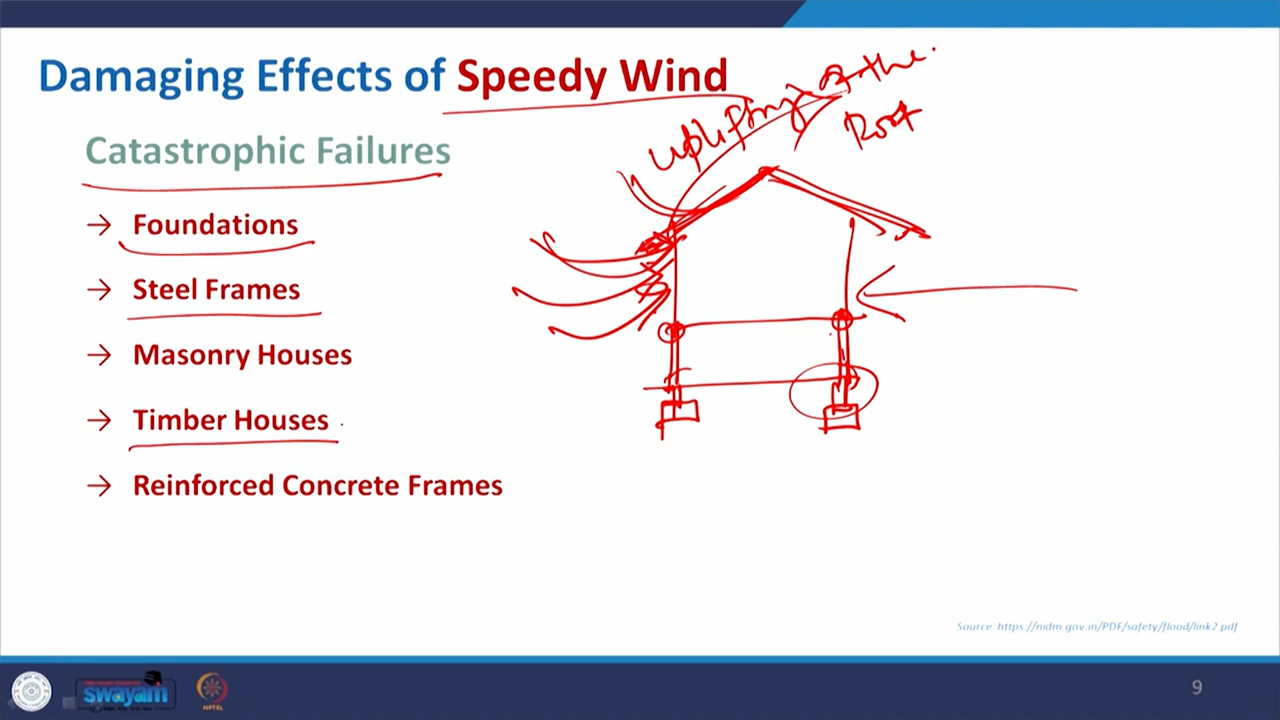 Damaging Effects of Speedy Wind
Catastrophic Failures
→ Foundations
→ Steel Frames
→ Masonry Houses
→ Timber Houses
→ Reinforced Concrete Frames
uplifting of the
Roof
Source: https://nidm.gov.in/PDF/safety/flood/link2.pdf
swayam
NPTEL
9